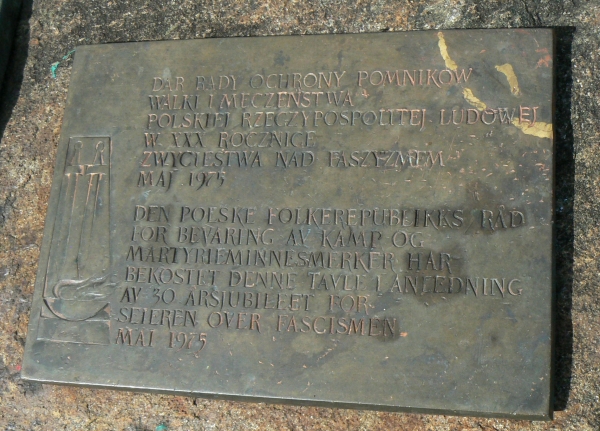 DAR RADY OCHRONY POMNIKÓW
WALKI I MĘCZEŃSTWA
POLSKIEJ RZECZYPOSPOLITEJ LUDOWEJ
W XXX ROCZNICE
ZWYCIĘSTWA NAD FASZYZMEM
MAJ 1975
DEN POLSKE FOLKEREPUBLIKKS RÅD
FOR BEVARING AV KAMP OG
MARTYRIEMINNESMERKER HAR
BEKOSTET DENNE TAVLE I ANLEDNING
AV 30 ÅRSJUBILEET FOR
SEIEREN OVER FASCISMEN
MAI 1975